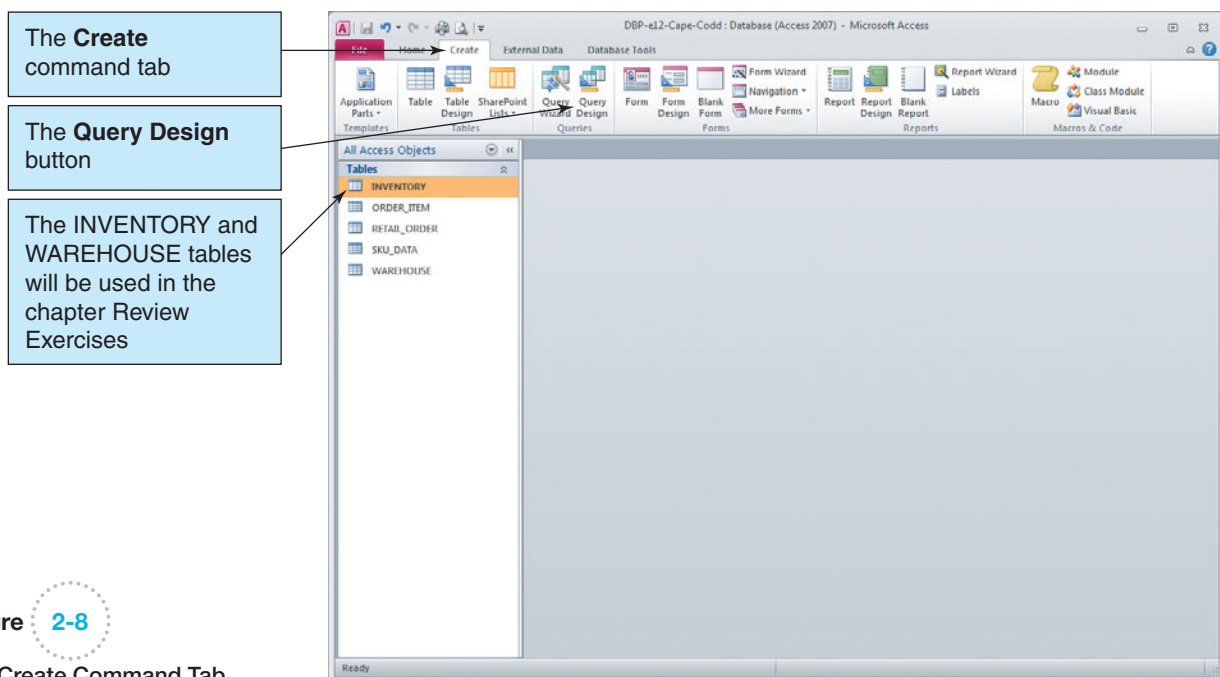 The Create
command tab
The Query Design
button
The INVENTORY and
WAREHOUSE tables
will be used in the
chapter Review
Exercises
DBP-e12-Cape-Codd : Database (Access 2007) - Microsoft Access
File Home Create External Data Database Tools
Application
Parts
Table
Table
Design
SharePoint
Lists
Query
Wizard
Query
Design
Form
Form
Design
Blank
Form
Form Wizard
Navigation
More Forms
Report
Report
Design
Blank
Report
Report Wizard
Labels
Macro
Module
Class Module
Visual Basic
Templates
Tables
Queries
Forms
Reports
Macros & Code
All Access Objects
Tables
INVENTORY
ORDER_ITEM
RETAIL_ORDER
SKU_DATA
WAREHOUSE
Ready
ure 2-8
Create Command Tab